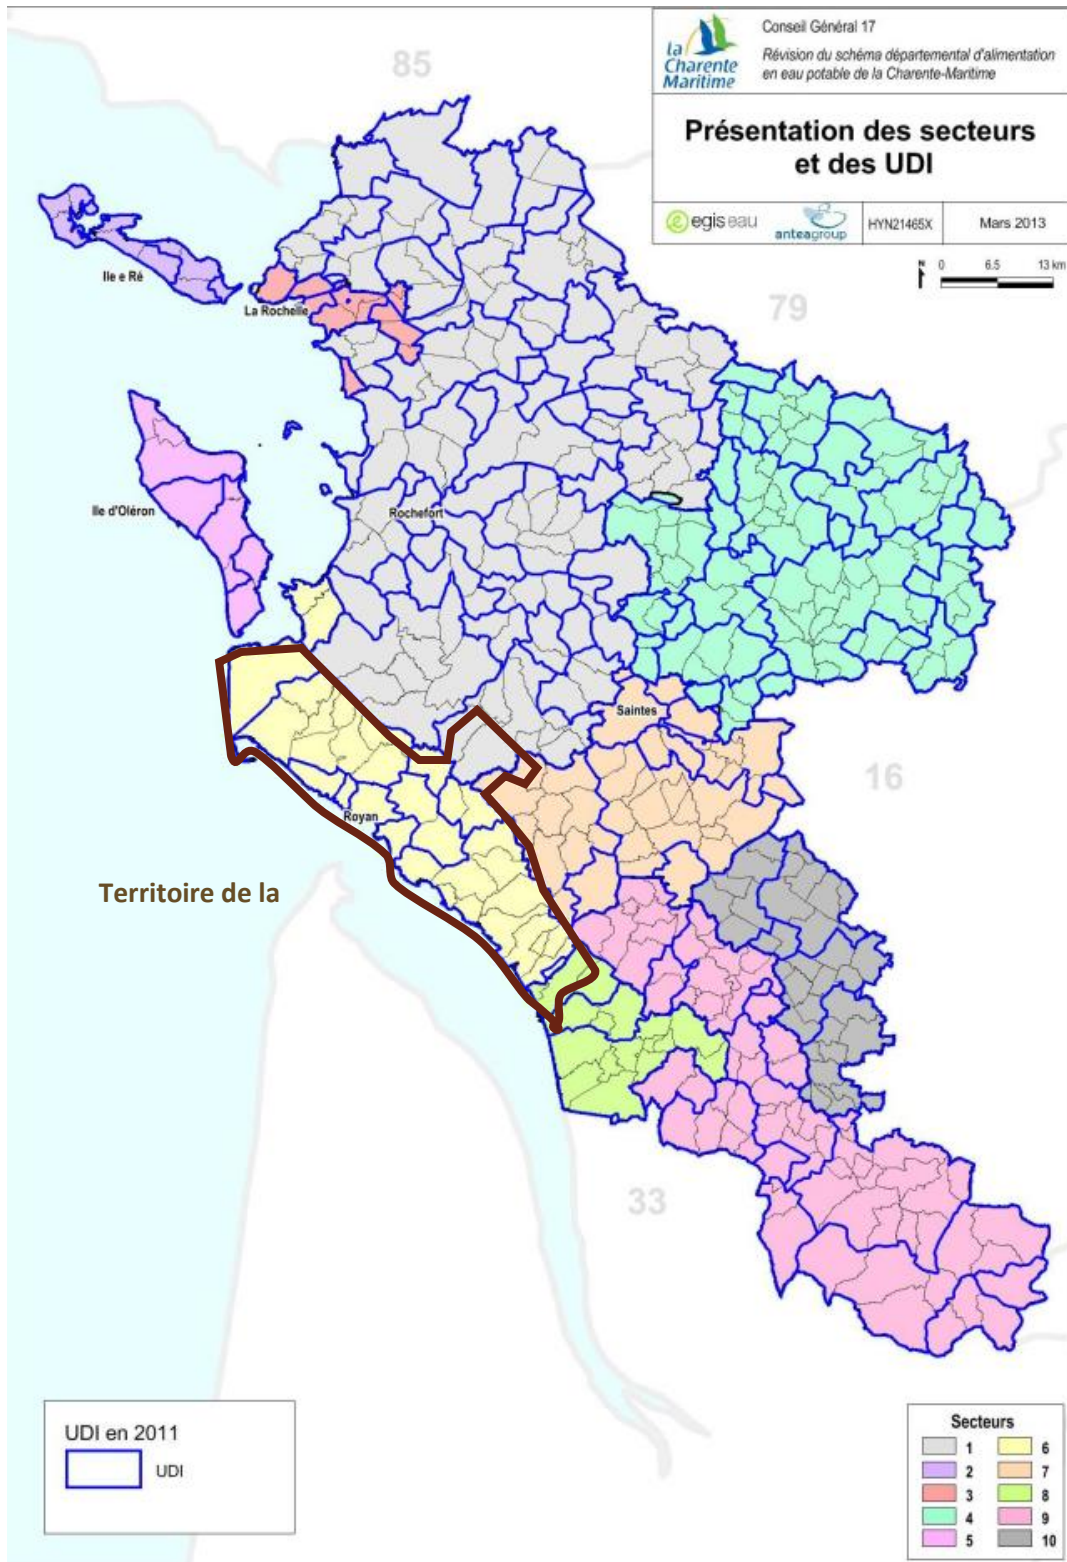 la
Charente
Maritime
Conseil Général 17
Révision du schéma départemental d'alimentation
en eau potable de la Charente-Maritime
Présentation des secteurs
et des UDI
egis eau
anteagroup
HYN21465X
Mars 2013
N
0 6.5 13 km
85
79
Ile e Ré
La Rochelle
Ile d'Oléron
Rochefort
Saintes
16
Royan
Territoire de la
33
UDI en 2011
UDI
Secteurs
1 6
2 7
3 8
4 9
5 10